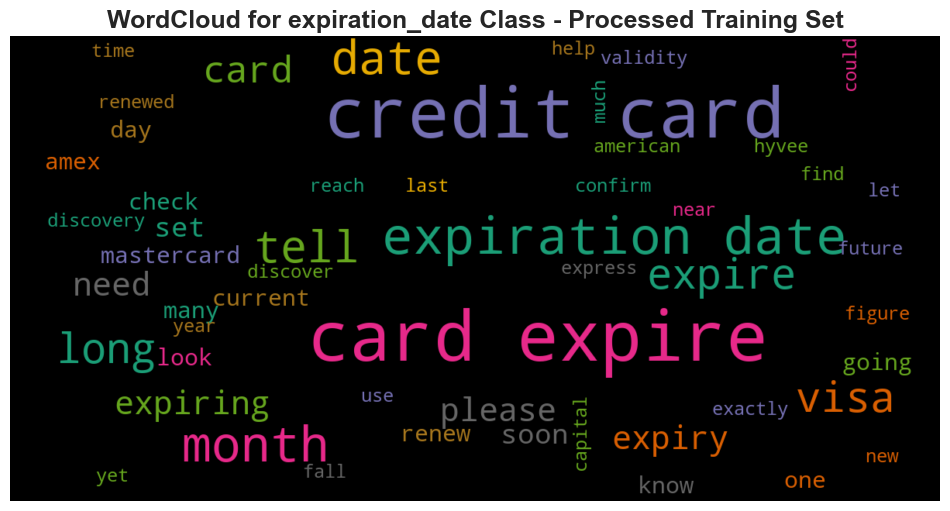 WordCloud for expiration_date Class - Processed Training Set
time
card
date
help
validity
could
renewed
day
credit card
much
american
hyvee
amex
reach
last
confirm
find
let
check
discovery
set
near
mastercard
tell
expiration date
future
discover
express
expire
need
current
many
year
figure
long
look
card expire
going
expiring
use
please
capital
exactly
visa
month
renew
soon
expiry
new
yet
fall
know
one